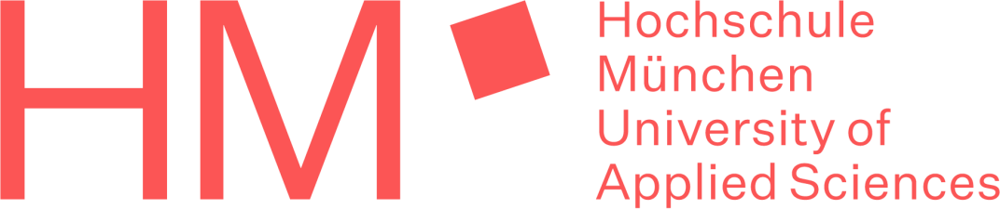 HM
Hochschule
München
University of
Applied Sciences